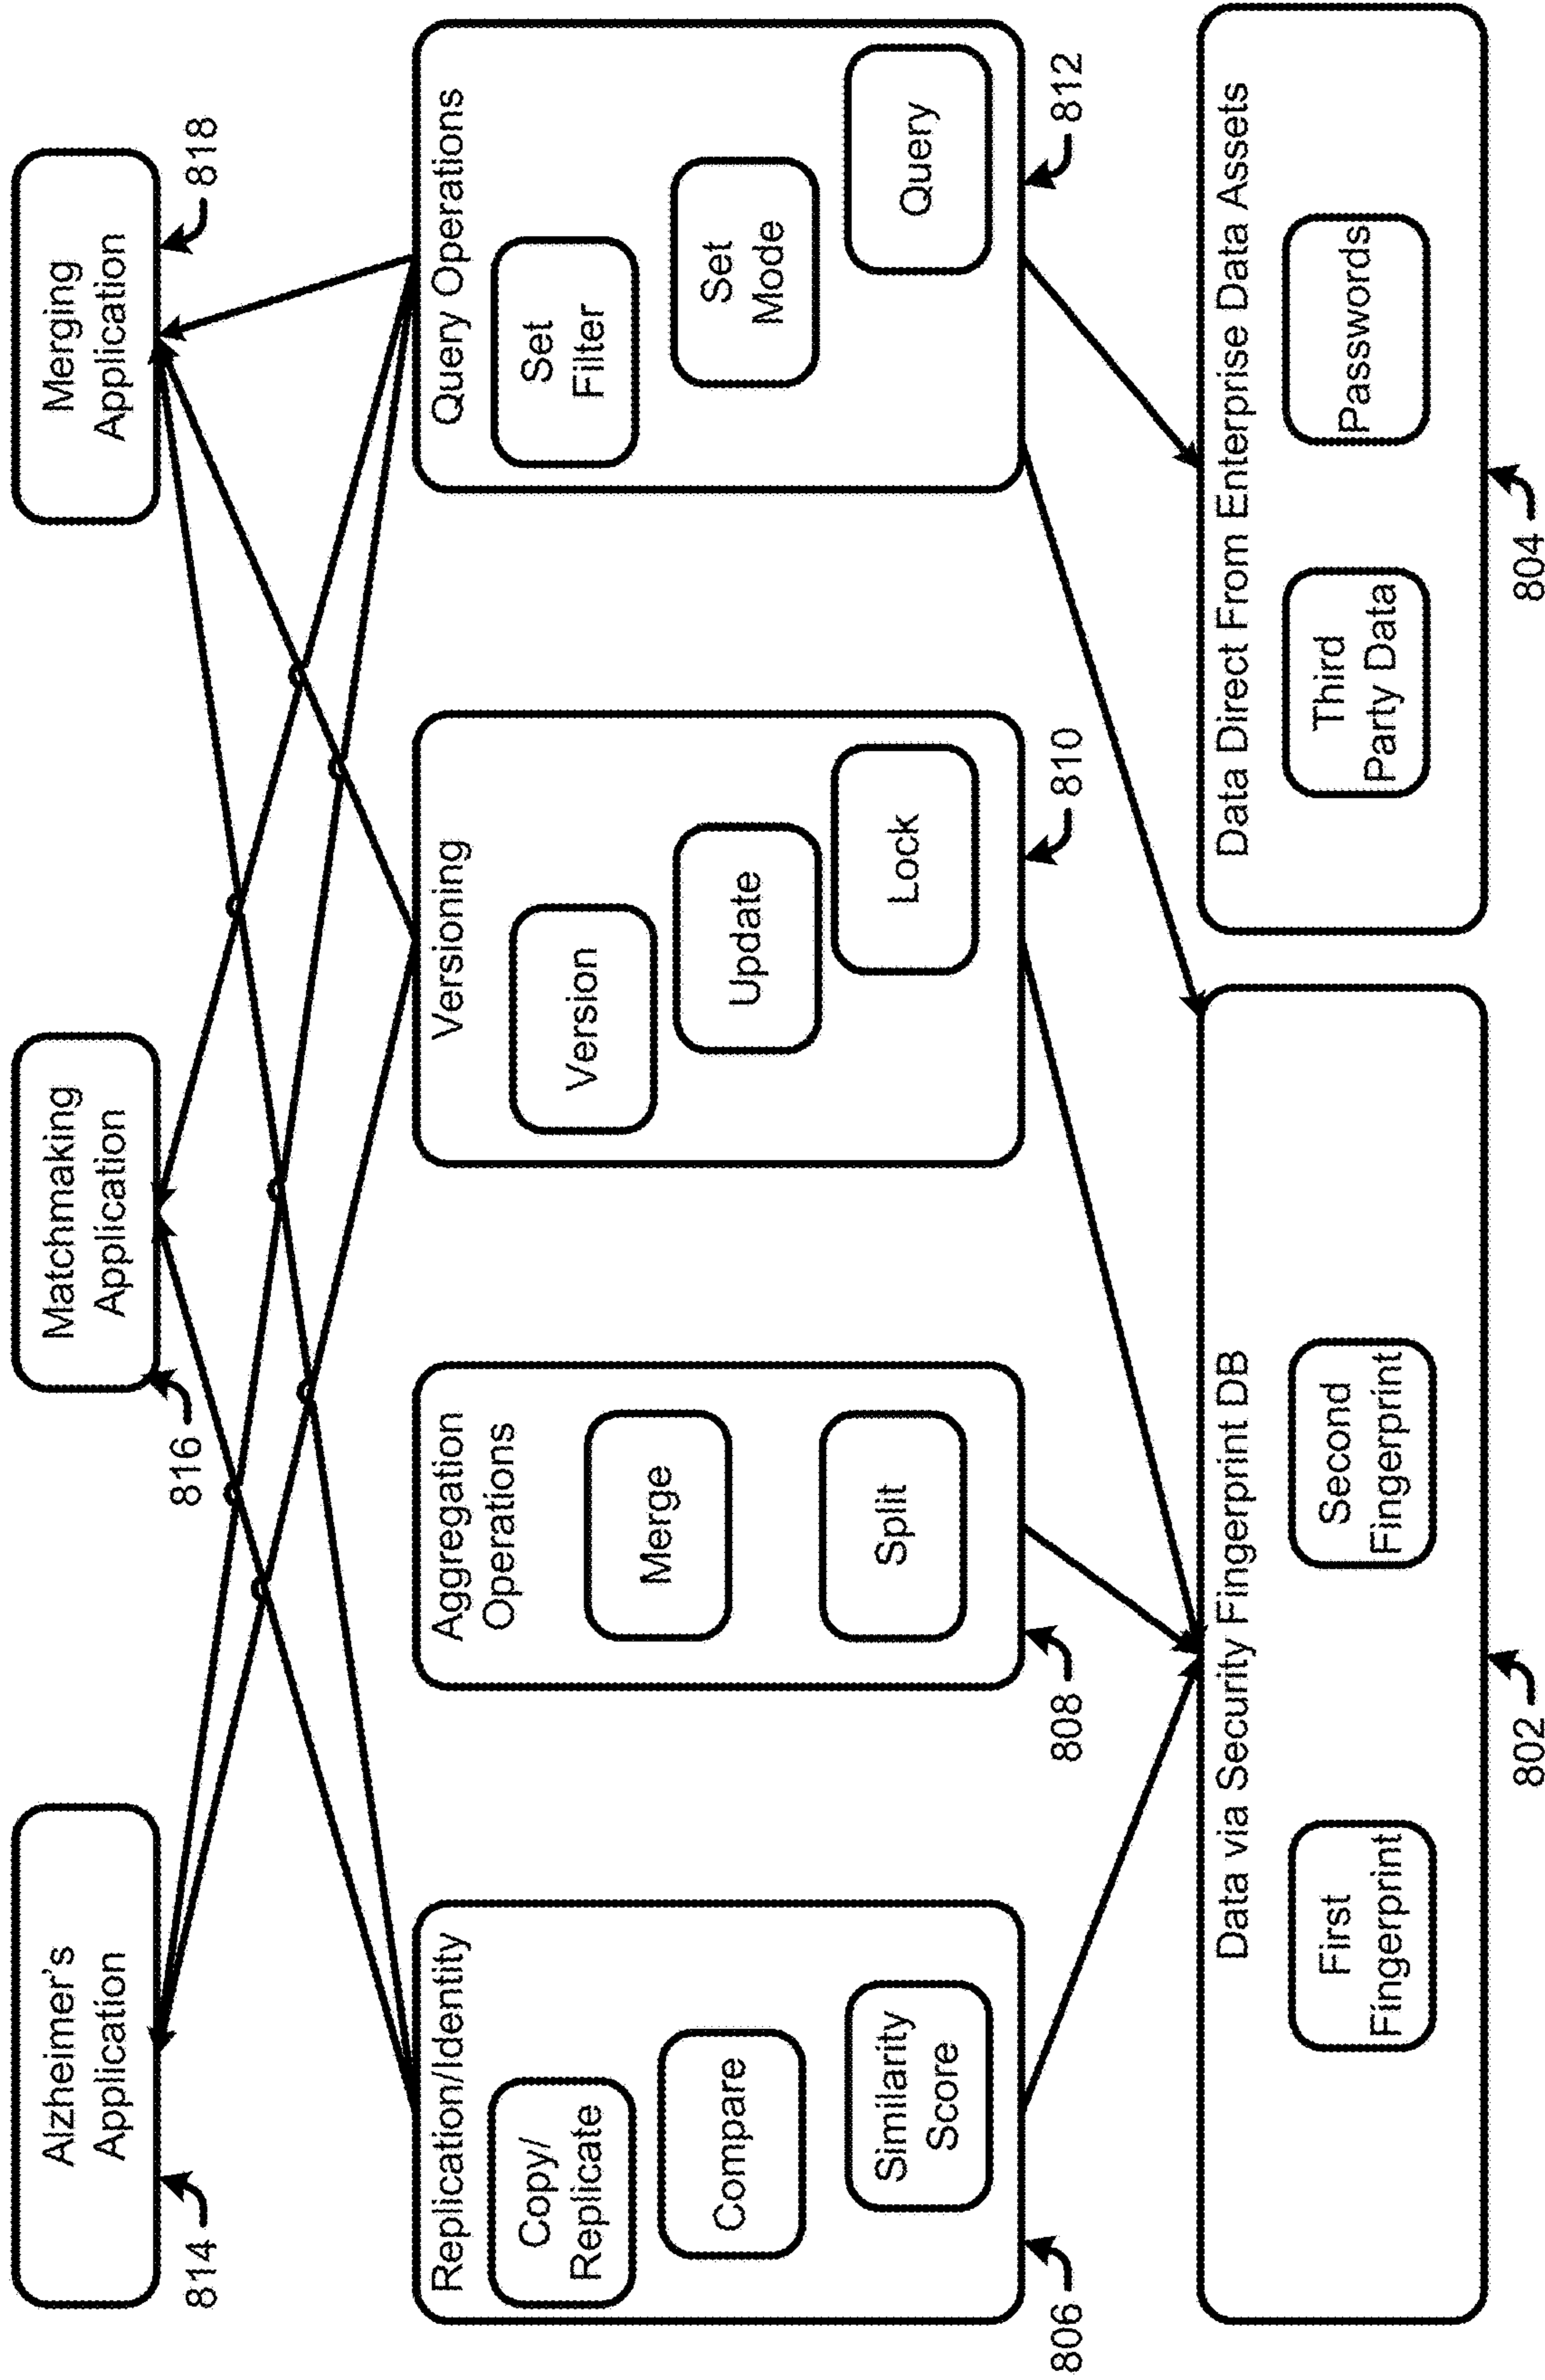 Alzheimer's
Application
814
Matchmaking
Application
816
Merging
Application
818
Replication/Identity
Copy/
Replicate
Compare
Similarity
Score
806
Aggregation
Operations
Merge
Split
808
Versioning
Version
Update
Lock
810
Query Operations
Set
Filter
Set
Mode
Query
812
Data via Security Fingerprint DB
First
Fingerprint
Second
Fingerprint
802
Data Direct From Enterprise Data Assets
Third
Party Data
Passwords
804